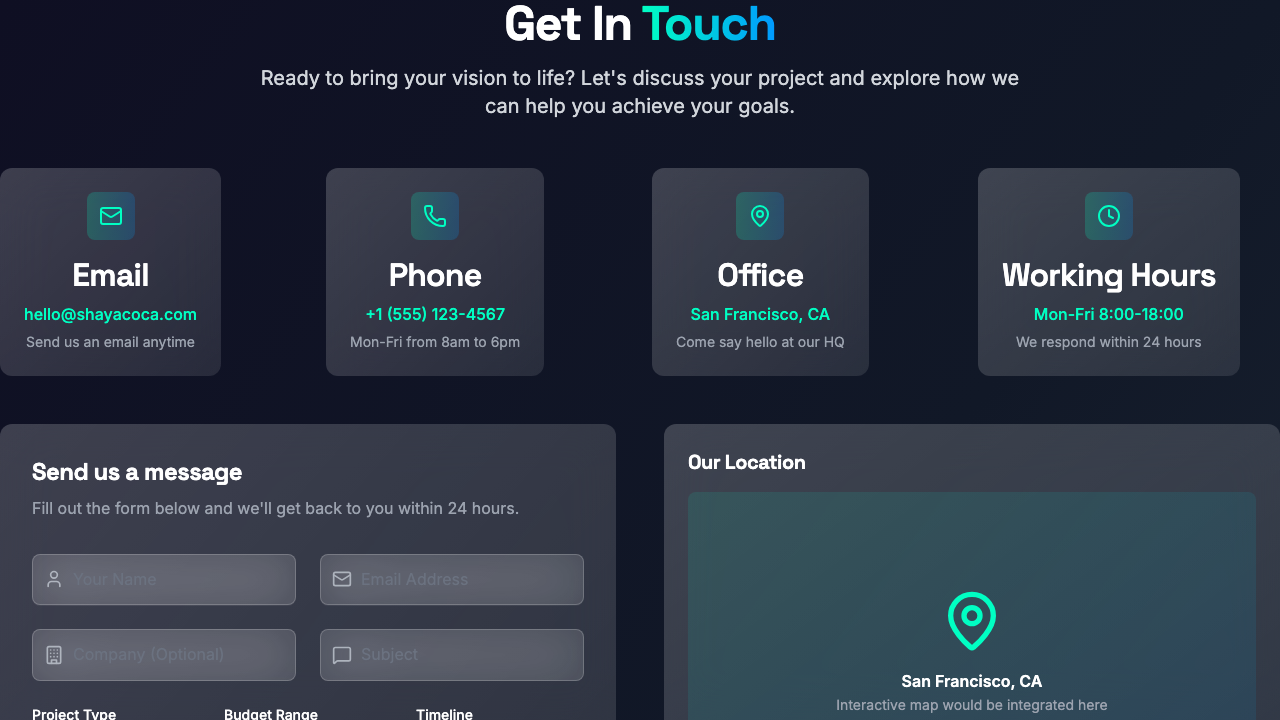 Get In Touch
Ready to bring your vision to life? Let's discuss your project and explore how we
can help you achieve your goals.
Email
hello@shayacoca.com
Send us an email anytime
Phone
+1 (555) 123-4567
Mon-Fri from 8am to 6pm
Office
San Francisco, CA
Come say hello at our HQ
Working Hours
Mon-Fri 8:00-18:00
We respond within 24 hours
Send us a message
Fill out the form below and we'll get back to you within 24 hours.
Your Name
Email Address
Company (Optional)
Subject
Project Type
Budget Range
Timeline
Our Location
San Francisco, CA
Interactive map would be integrated here